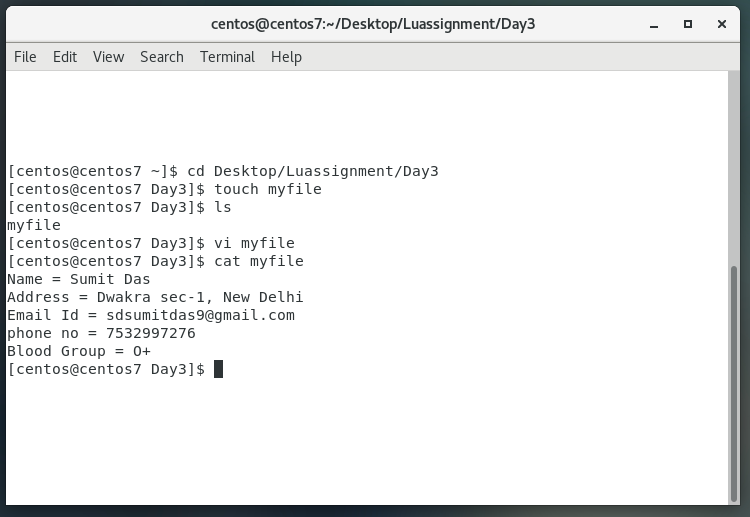 centos@centos7:~/Desktop/Luassignment/Day3
File Edit View Search Terminal Help
[centos@centos7 ~]$ cd Desktop/Luassignment/Day3
[centos@centos7 Day3]$ touch myfile
[centos@centos7 Day3]$ ls
myfile
[centos@centos7 Day3]$ vi myfile
[centos@centos7 Day3]$ cat myfile
Name = Sumit Das
Address = Dwakra sec-1, New Delhi
Email Id = sdsumitdas9@gmail.com
phone no = 7532997276
Blood Group = O+
[centos@centos7 Day3]$